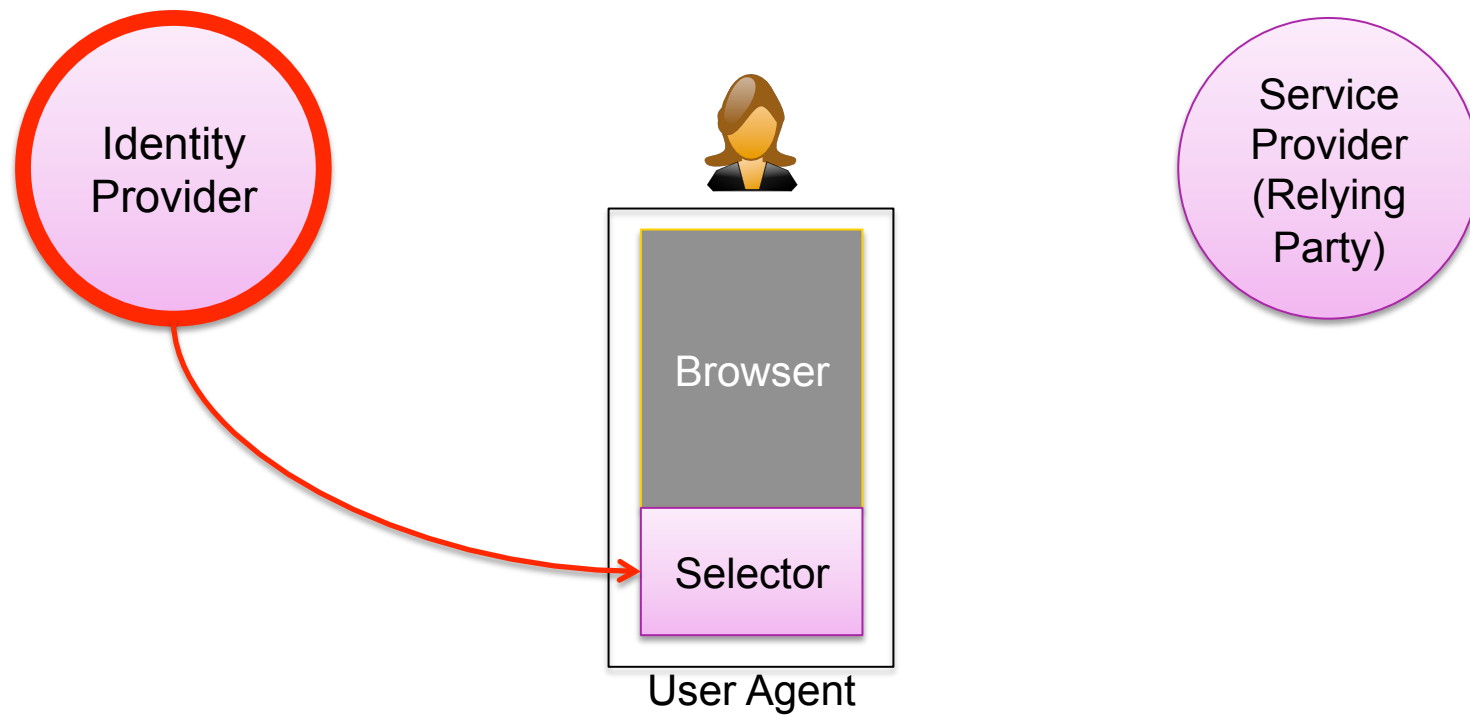 Identity
Provider
Service
Provider
(Relying
Party)
Browser
Selector
User Agent